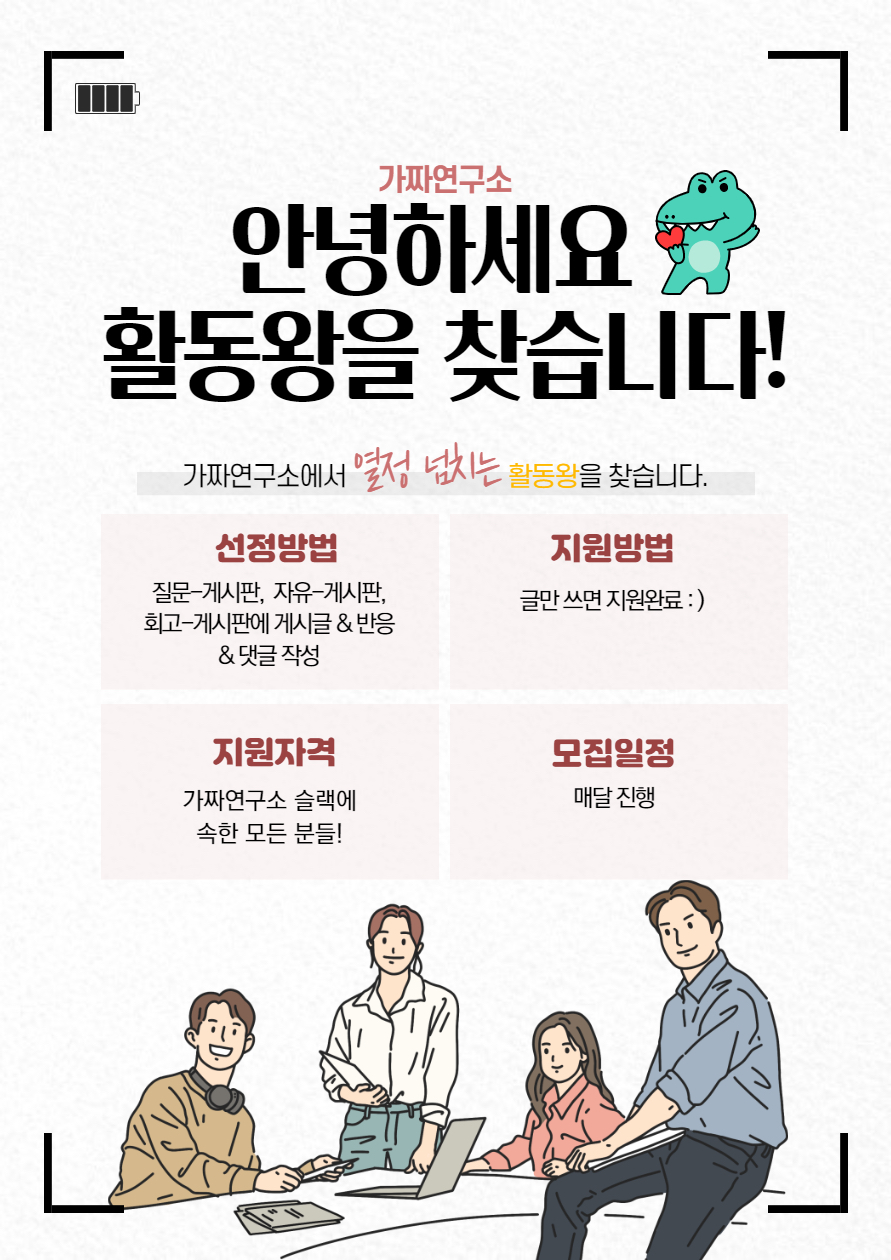 가짜연구소
안녕하세요
활동왕을 찾습니다!
가짜연구소에서 열정 넘치는 활동왕을 찾습니다.
선정방법
질문-게시판, 자유-게시판,
회고-게시판에 게시글 & 반응
& 댓글 작성
지원방법
글만 쓰면 지원완료 : )
지원자격
가짜연구소 슬랙에
속한 모든 분들!
모집일정
매달 진행